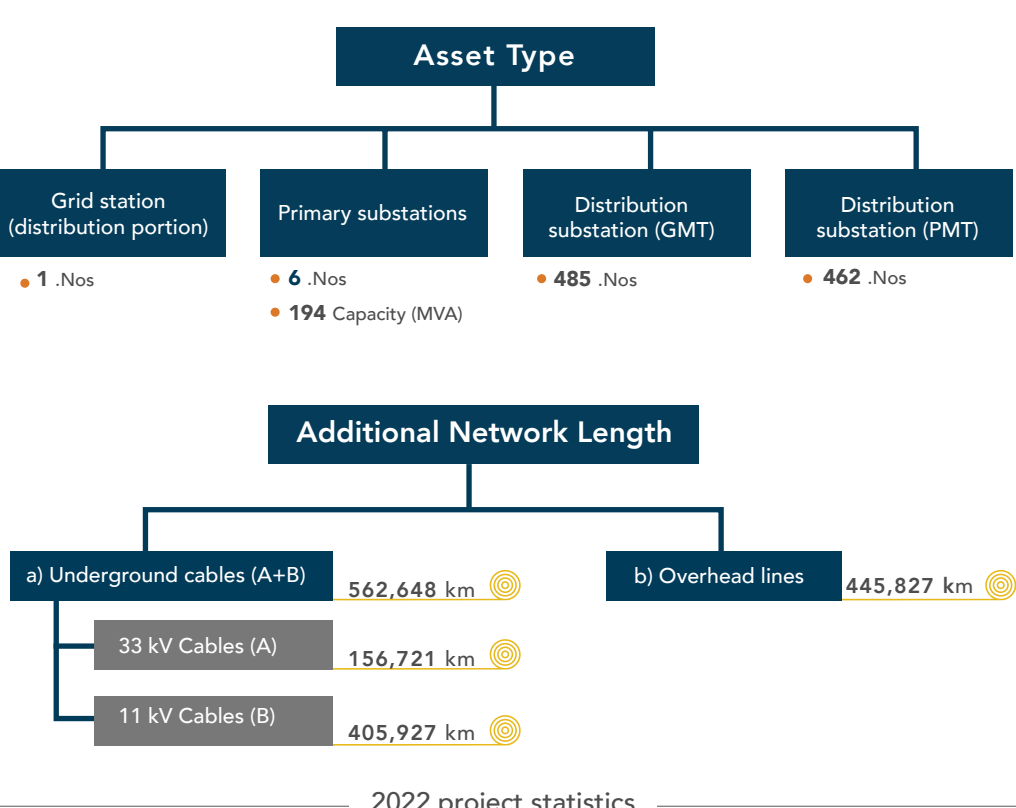 Asset Type
Grid station
(distribution portion)
1 .Nos
Primary substations
6 .Nos
194 Capacity (MVA)
Distribution
substation (GMT)
485 .Nos
Distribution
substation (PMT)
462 .Nos
Additional Network Length
a) Underground cables (A+B)
562,648 km
33 kV Cables (A)
156,721 km
11 kV Cables (B)
405,927 km
b) Overhead lines
445,827 km
2022 project statistics